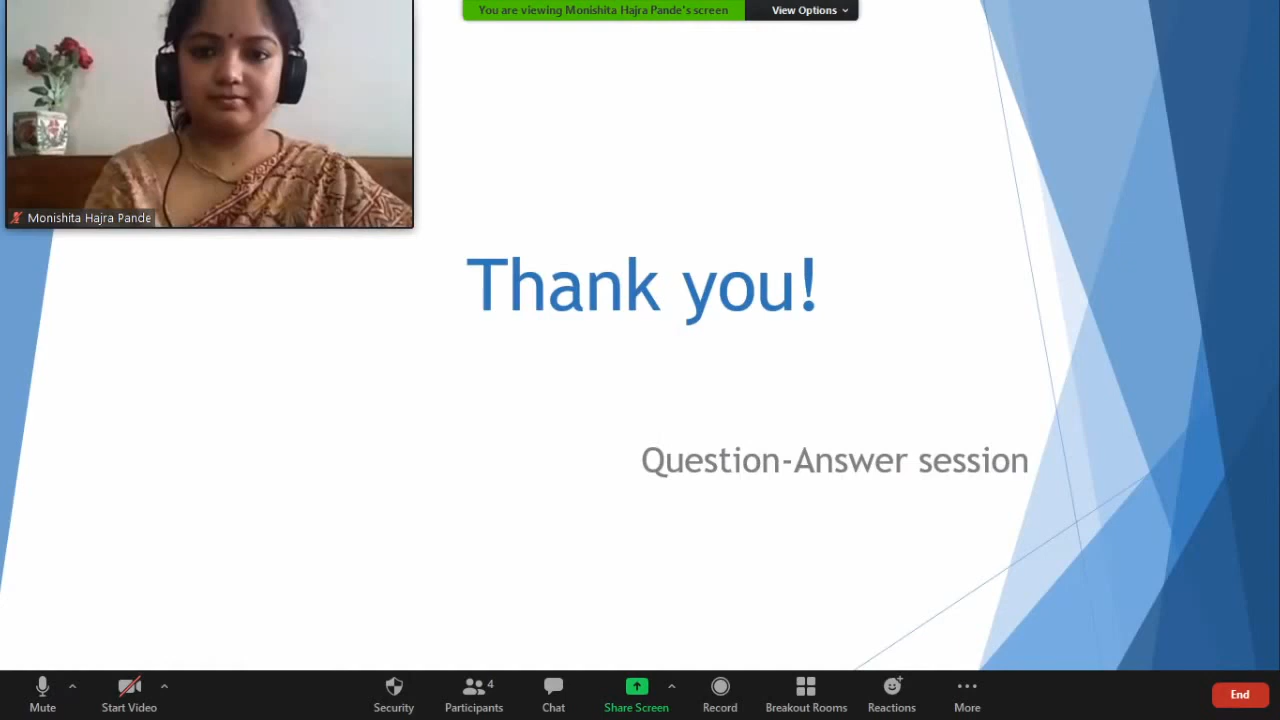 You are viewing Monishita Hajra Pande's screen
View Options
Monishita Hajra Pande
Thank you!
Question-Answer session
Mute
Start Video
Security
4
Participants
Chat
Share Screen
Record
Breakout Rooms
Reactions
More
End